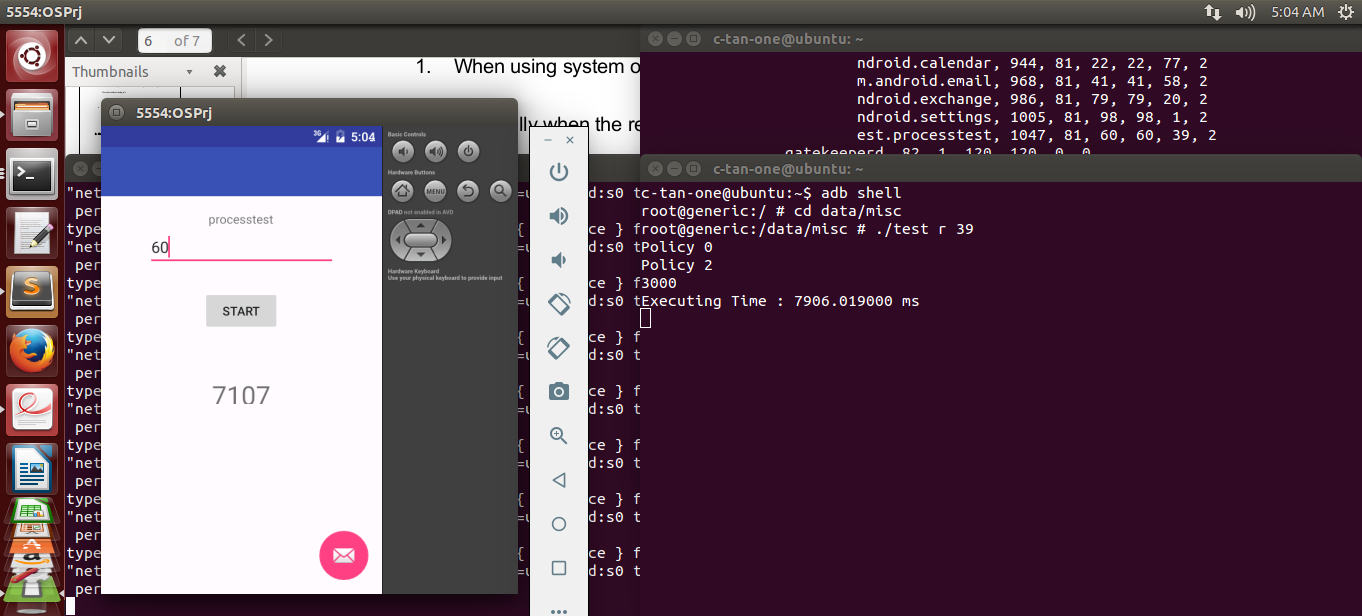 5554:OSPrj
5:04 AM
6 of 7
Thumbnails
1. When using system o
lly when the re
5554:OSPrj
3G
5:04
processtest
60
START
7107
Basic Controls
Hardware Buttons
MENU
DPAD not enabled in AVD
Hardware Keyboard
Use your physical keyboard to provide input
c-tan-one@ubuntu: ~
ndroid.calendar, 944, 81, 22, 22, 77, 2
m.android.email, 968, 81, 41, 41, 58, 2
ndroid.exchange, 986, 81, 79, 79, 20, 2
ndroid.settings, 1005, 81, 98, 98, 1, 2
est.processtest, 1047, 81, 60, 60, 39, 2
gatekeeperd, 82, 1, 120, 120, 0, 0
c-tan-one@ubuntu: ~
c-tan-one@ubuntu:~$ adb shell
root@generic:/ # cd data/misc
root@generic:/data/misc # ./test r 39
Policy 0
Policy 2
3000
Executing Time : 7906.019000 ms
"net =u d:s0 t
per
type { ce } f
"net =u d:s0 t
per
type { ce } f
"net d:s0 t
per
type { ce } f
"net =u d:s0 t
per
type { ce } f
"net =u d:s0 t
per
type { ce } f
"net =u d:s0 t
per
type { ce } f
"net =u d:s0 t
per
type { ce } f
"net =u d:s0 t
per